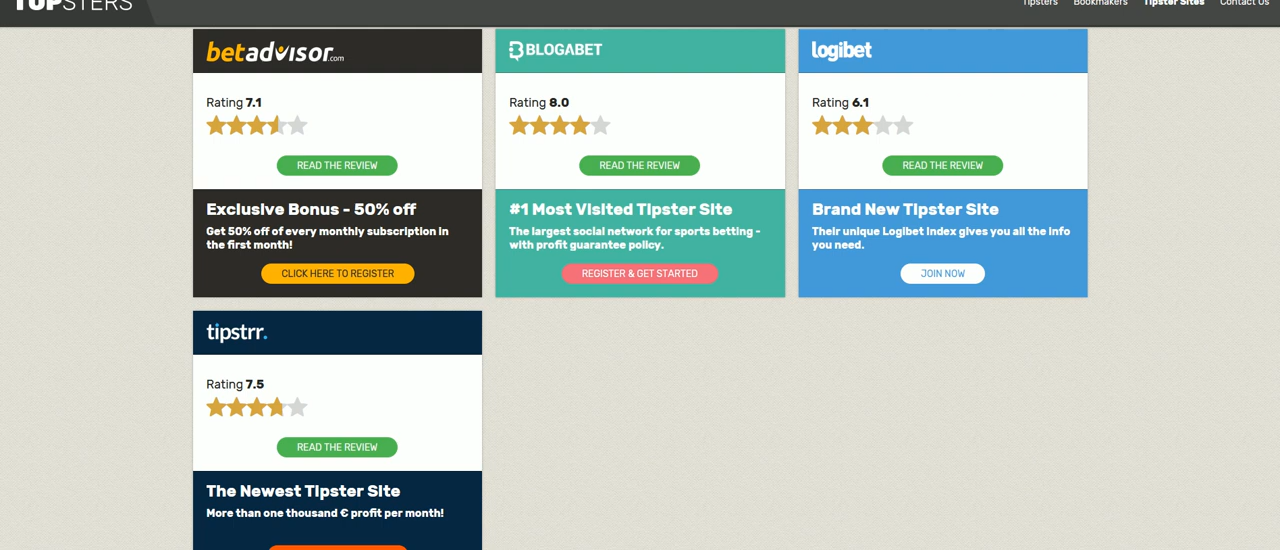 TOPSTERS
Tipsters Bookmakers Tipster Sites Contact Us
betadvisor.com
Rating 7.1
READ THE REVIEW
Exclusive Bonus - 50% off
Get 50% off of every monthly subscription in
the first month!
CLICK HERE TO REGISTER
BLOGABET
Rating 8.0
READ THE REVIEW
#1 Most Visited Tipster Site
The largest social network for sports betting -
with profit guarantee policy.
REGISTER & GET STARTED
logibet
Rating 6.1
READ THE REVIEW
Brand New Tipster Site
Their unique Logibet Index gives you all the info
you need.
JOIN NOW
tipstrr.
Rating 7.5
READ THE REVIEW
The Newest Tipster Site
More than one thousand € profit per month!